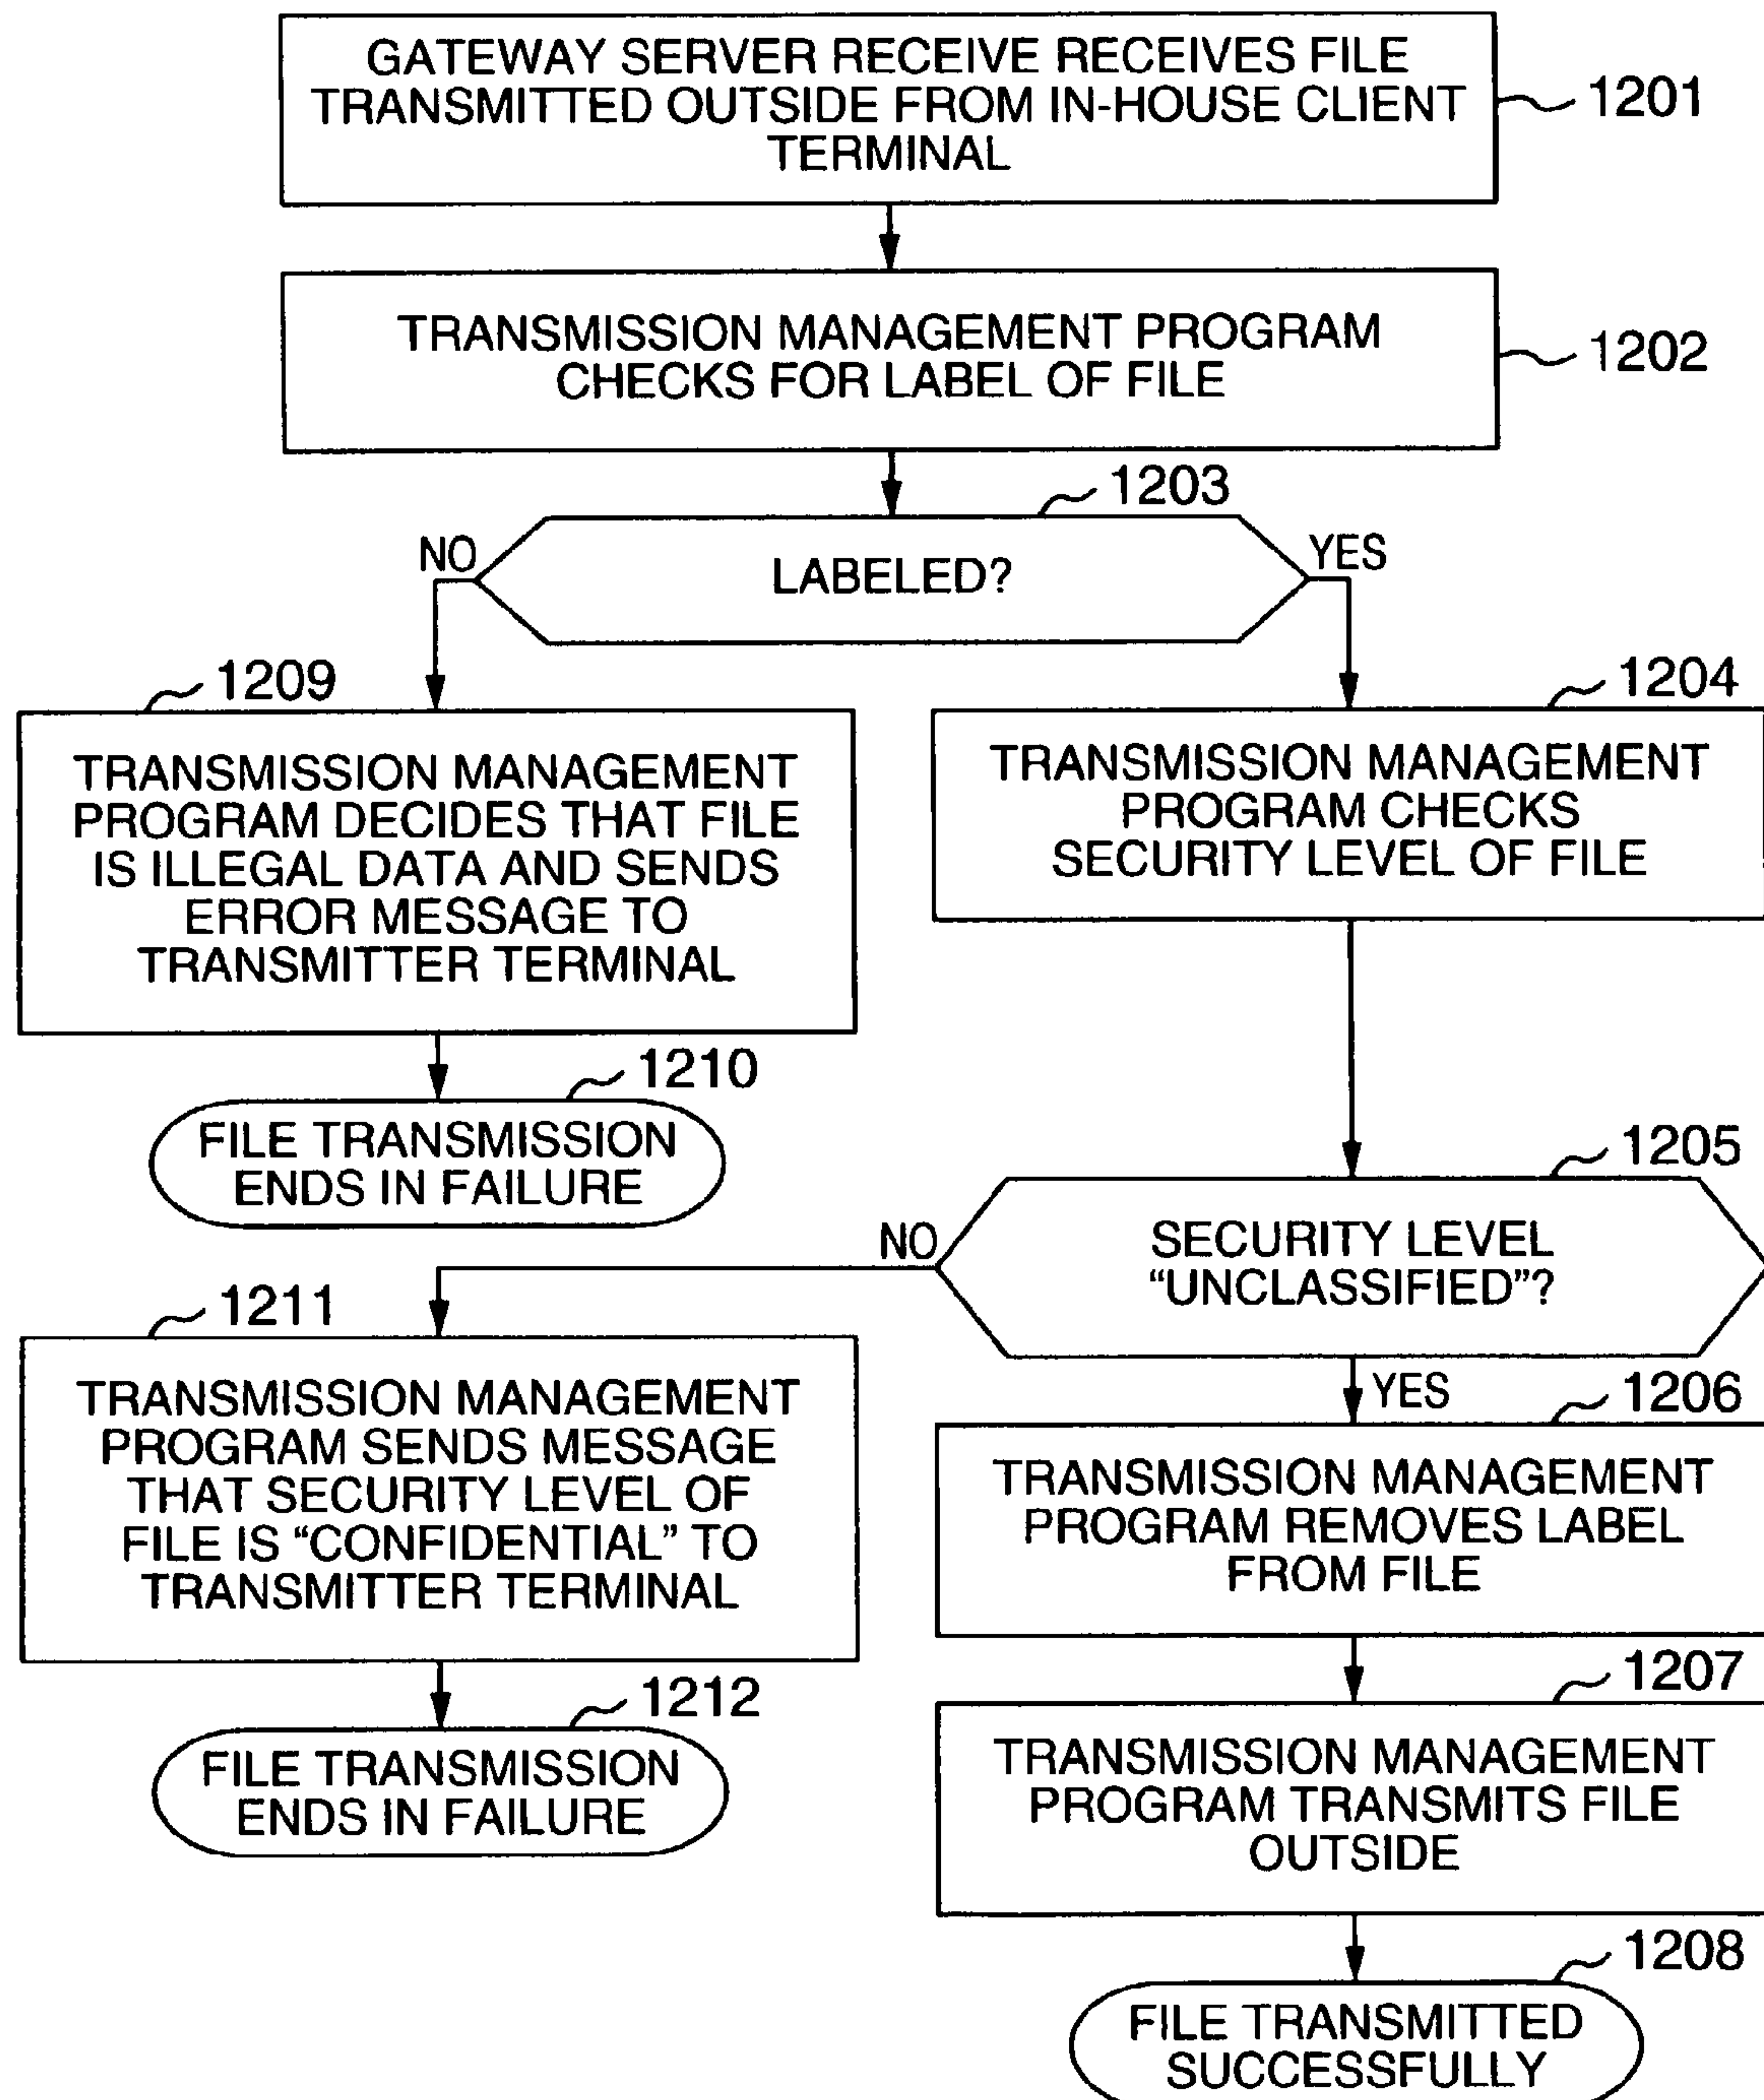 GATEWAY SERVER RECEIVE RECEIVES FILE
TRANSMITTED OUTSIDE FROM IN-HOUSE CLIENT
TERMINAL
1201
TRANSMISSION MANAGEMENT PROGRAM
CHECKS FOR LABEL OF FILE
1202
1203
NO
LABELED?
YES
1209
TRANSMISSION MANAGEMENT
PROGRAM DECIDES THAT FILE
IS ILLEGAL DATA AND SENDS
ERROR MESSAGE TO
TRANSMITTER TERMINAL
1204
TRANSMISSION MANAGEMENT
PROGRAM CHECKS
SECURITY LEVEL OF FILE
1210
FILE TRANSMISSION
ENDS IN FAILURE
1205
NO
SECURITY LEVEL
“UNCLASSIFIED”?
1211
TRANSMISSION MANAGEMENT
PROGRAM SENDS MESSAGE
THAT SECURITY LEVEL OF
FILE IS “CONFIDENTIAL” TO
TRANSMITTER TERMINAL
YES
1206
TRANSMISSION MANAGEMENT
PROGRAM REMOVES LABEL
FROM FILE
1212
FILE TRANSMISSION
ENDS IN FAILURE
1207
TRANSMISSION MANAGEMENT
PROGRAM TRANSMITS FILE
OUTSIDE
1208
FILE TRANSMITTED
SUCCESSFULLY